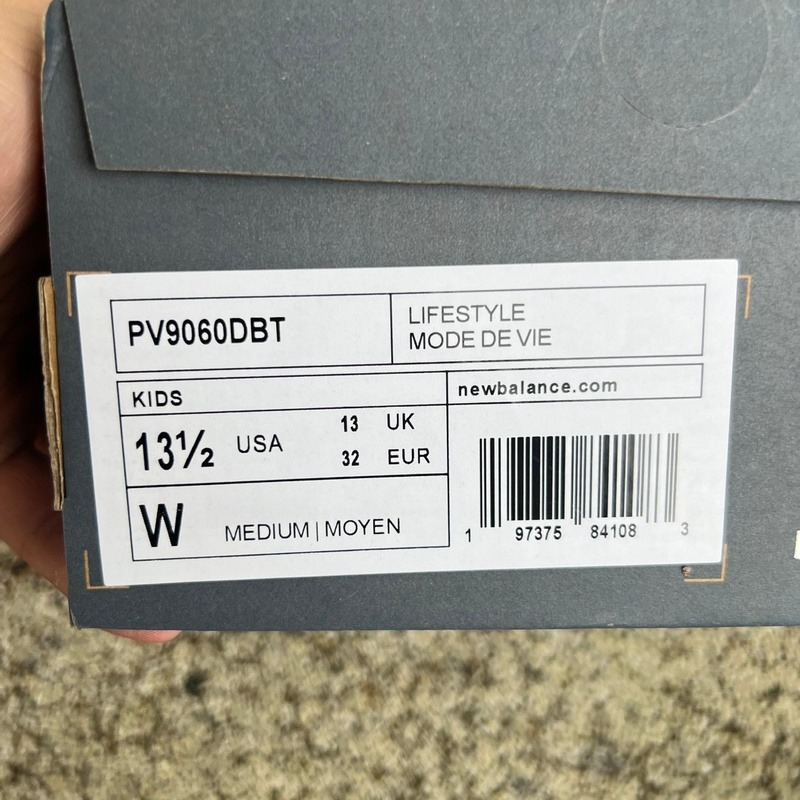 PV9060DBT
LIFESTYLE
MODE DE VIE
KIDS
newbalance.com
13½ USA
13 UK
32 EUR
W MEDIUM | MOYEN
1 97375 84108 3